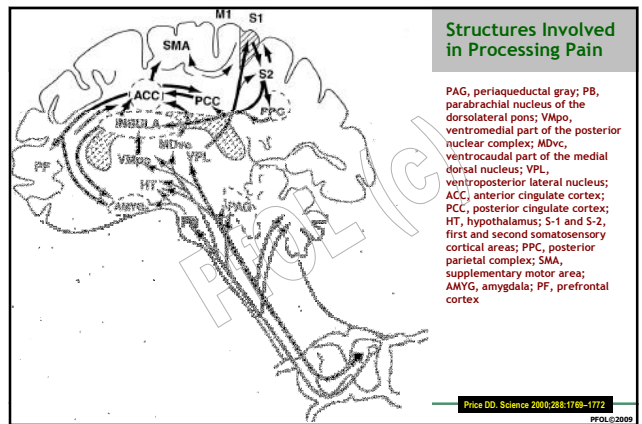 M1 S1
SMA
S2
ACC
PCC
PPC
INSULA
MDvc
PF
VMpo VPL
HT
AMYG
PAG
PB
PFOL (c)
Structures Involved
in Processing Pain
PAG, periaqueductal gray; PB,
parabrachial nucleus of the
dorsolateral pons; VMpo,
ventromedial part of the posterior
nuclear complex; MDvc,
ventrocaudal part of the medial
dorsal nucleus; VPL,
ventroposterior lateral nucleus;
ACC, anterior cingulate cortex;
PCC, posterior cingulate cortex;
HT, hypothalamus; S-1 and S-2,
first and second somatosensory
cortical areas; PPC, posterior
parietal complex; SMA,
supplementary motor area;
AMYG, amygdala; PF, prefrontal
cortex
Price DD. Science 2000;288:1769–1772
PFOL©2009